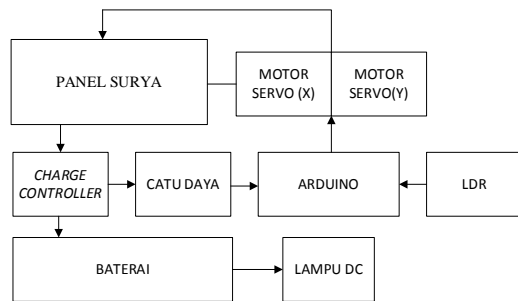 PANEL SURYA
MOTOR
SERVO (X)
MOTOR
SERVO(Y)
CHARGE
CONTROLLER
CATU DAYA
ARDUINO
LDR
BATERAI
LAMPU DC